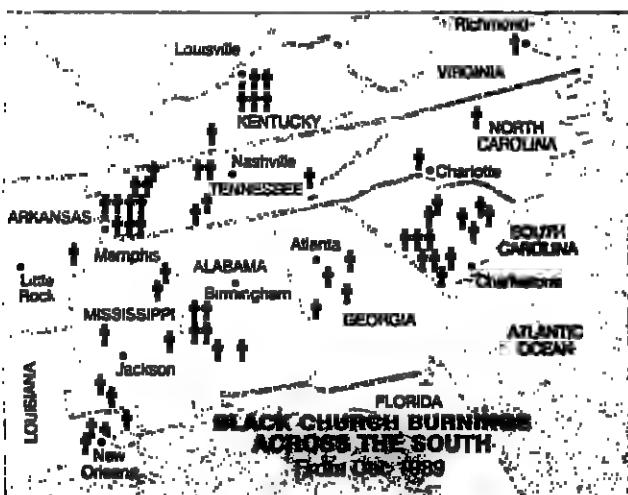 Richmond
Louisville
VIRGINIA
KENTUCKY
NORTH
CAROLINA
Nashville
Charlotte
TENNESSEE
ARKANSAS
Memphis
Atlanta
SOUTH
CAROLINA
Little
Rock
ALABAMA
Birmingham
Charleston
MISSISSIPPI
GEORGIA
ATLANTIC
OCEAN
Jackson
LOUISIANA
FLORIDA
BLACK CHURCH BURNINGS
ACROSS THE SOUTH
New
Orleans
1989